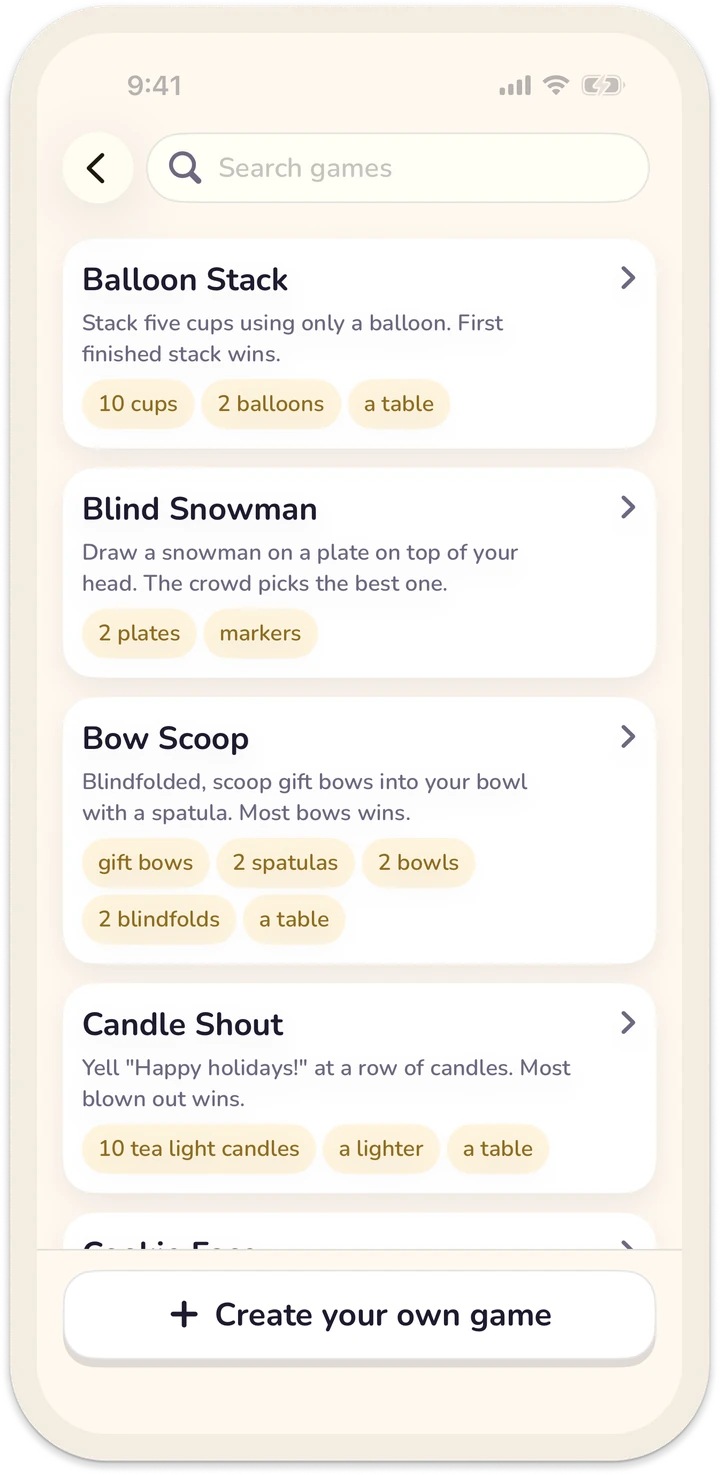 9:41
Search games
Balloon Stack
Stack five cups using only a balloon. First
finished stack wins.
10 cups 2 balloons a table
Blind Snowman
Draw a snowman on a plate on top of your
head. The crowd picks the best one.
2 plates markers
Bow Scoop
Blindfolded, scoop gift bows into your bowl
with a spatula. Most bows wins.
gift bows 2 spatulas 2 bowls
2 blindfolds a table
Candle Shout
Yell "Happy holidays!" at a row of candles. Most
blown out wins.
10 tea light candles a lighter a table
Create your own game